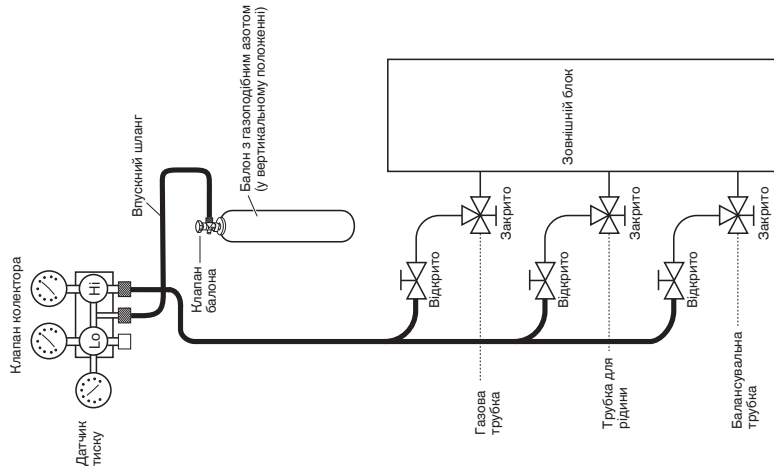 Клапан колектора
Датчик
тиску
Lo
Hi
Впускний шланг
Клапан
балона
Балон з газоподібним азотом
(у вертикальному положенні)
Зовнішній блок
Відкрито
Закрито
Відкрито
Закрито
Відкрито
Закрито
Газова
трубка
Трубка для
рідини
Балансувальна
трубка